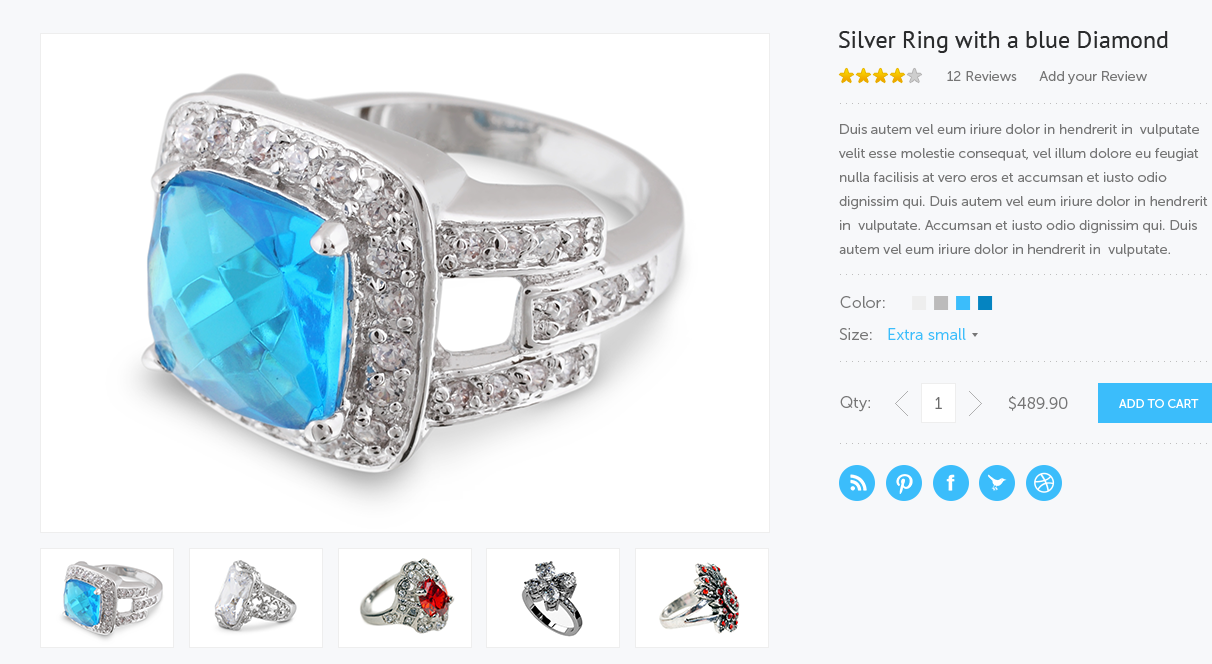 Silver Ring with a blue Diamond
12 Reviews Add your Review
Duis autem vel eum iriure dolor in hendrerit in vulputate
velit esse molestie consequat, vel illum dolore eu feugiat
nulla facilisis at vero eros et accumsan et iusto odio
dignissim qui. Duis autem vel eum iriure dolor in hendrerit
in vulputate. Accumsan et iusto odio dignissim qui. Duis
autem vel eum iriure dolor in hendrerit in vulputate.
Color:
Size: Extra small
Qty: 1 $489.90 ADD TO CART